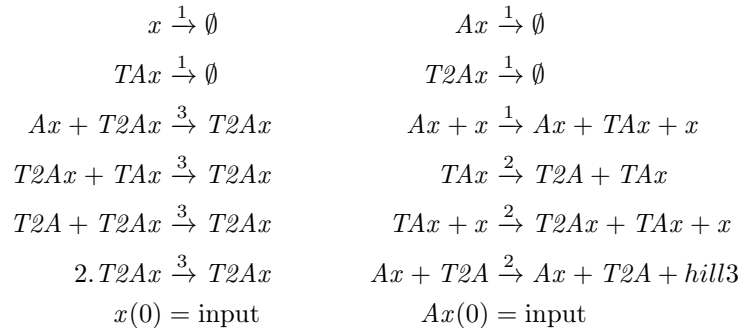 x →1 ∅    Ax →1 ∅
TAx →1 ∅    T2Ax →1 ∅
Ax + T2Ax →3 T2Ax    Ax + x →1 Ax + TAx + x
T2Ax + TAx →3 T2Ax    TAx →2 T2A + TAx
T2A + T2Ax →3 T2Ax    TAx + x →2 T2Ax + TAx + x
2.T2Ax →3 T2Ax    Ax + T2A →2 Ax + T2A + hill3
x(0) = input    Ax(0) = input